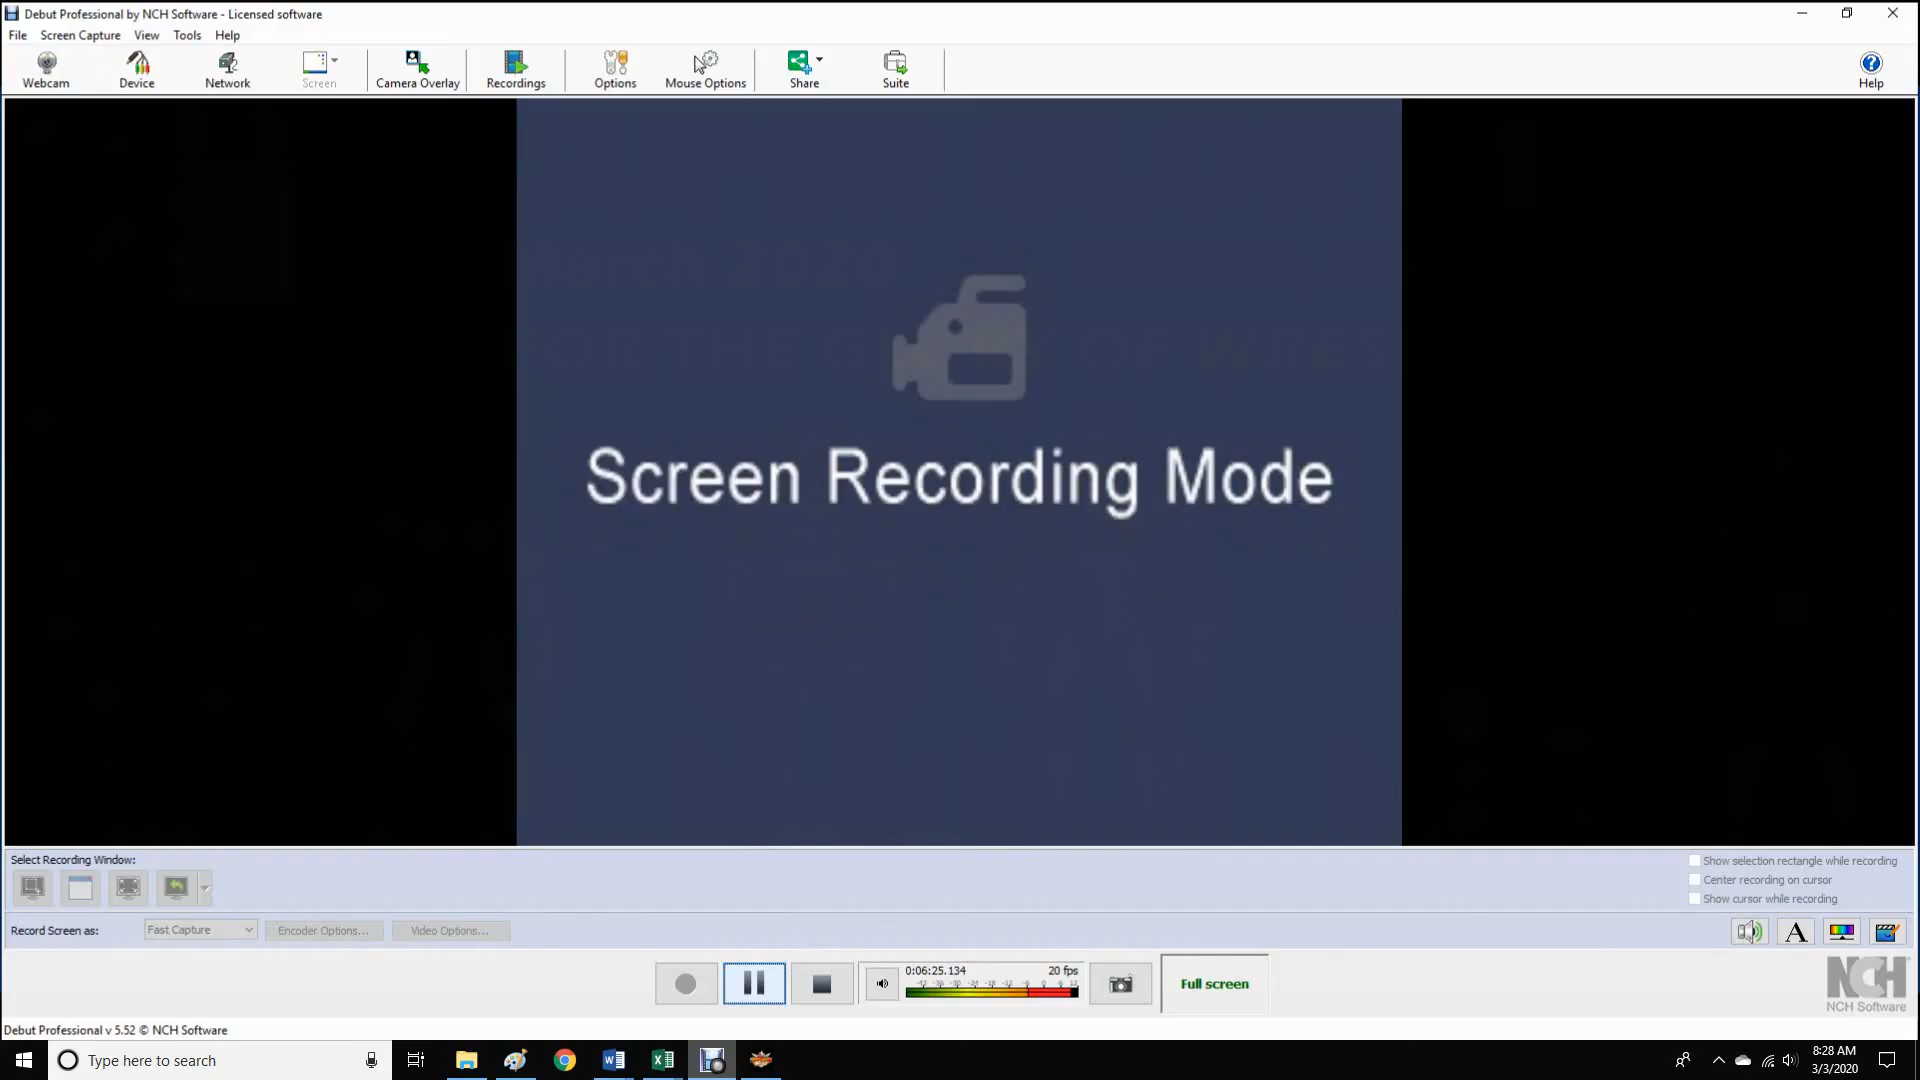 Debut Professional by NCH Software - Licensed software
File Screen Capture View Tools Help
Webcam Device Network Screen Camera Overlay Recordings Options Mouse Options Share Suite Help
Screen Recording Mode
Select Recording Window:
Show selection rectangle while recording
Center recording on cursor
Show cursor while recording
Record Screen as: Fast Capture Encoder Options... Video Options...
A
0:06:25.134 20 fps
Full screen
NCH
NCH Software
Debut Professional v 5.52 © NCH Software
Type here to search
8:28 AM
3/3/2020